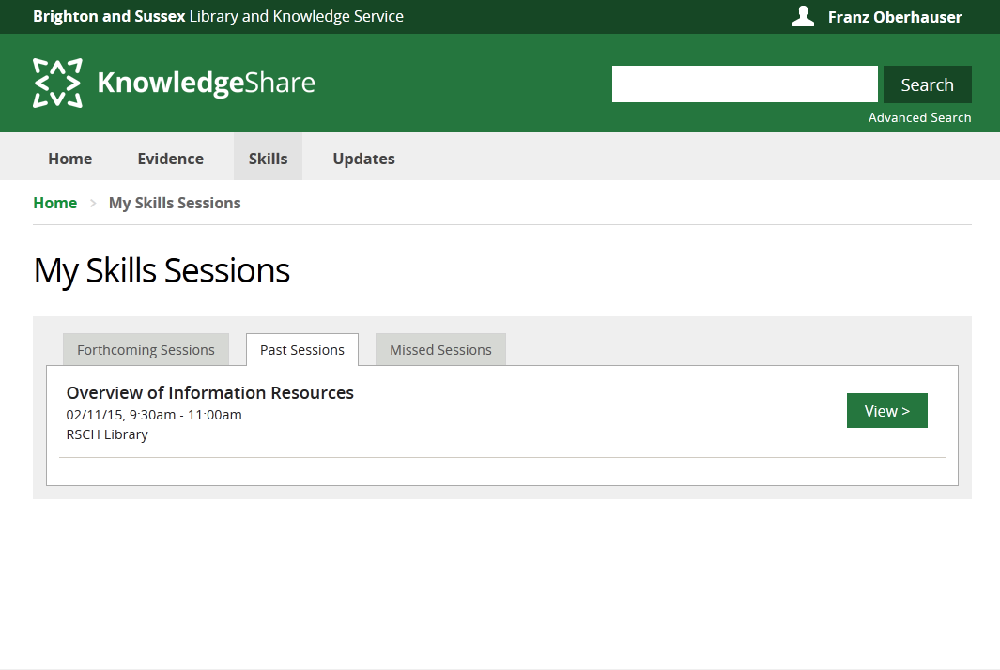 Brighton and Sussex Library and Knowledge Service
Franz Oberhauser
KnowledgeShare
Search
Advanced Search
Home Evidence Skills Updates
Home > My Skills Sessions
My Skills Sessions
Forthcoming Sessions Past Sessions Missed Sessions
Overview of Information Resources
02/11/15, 9:30am - 11:00am
RSCH Library
View >